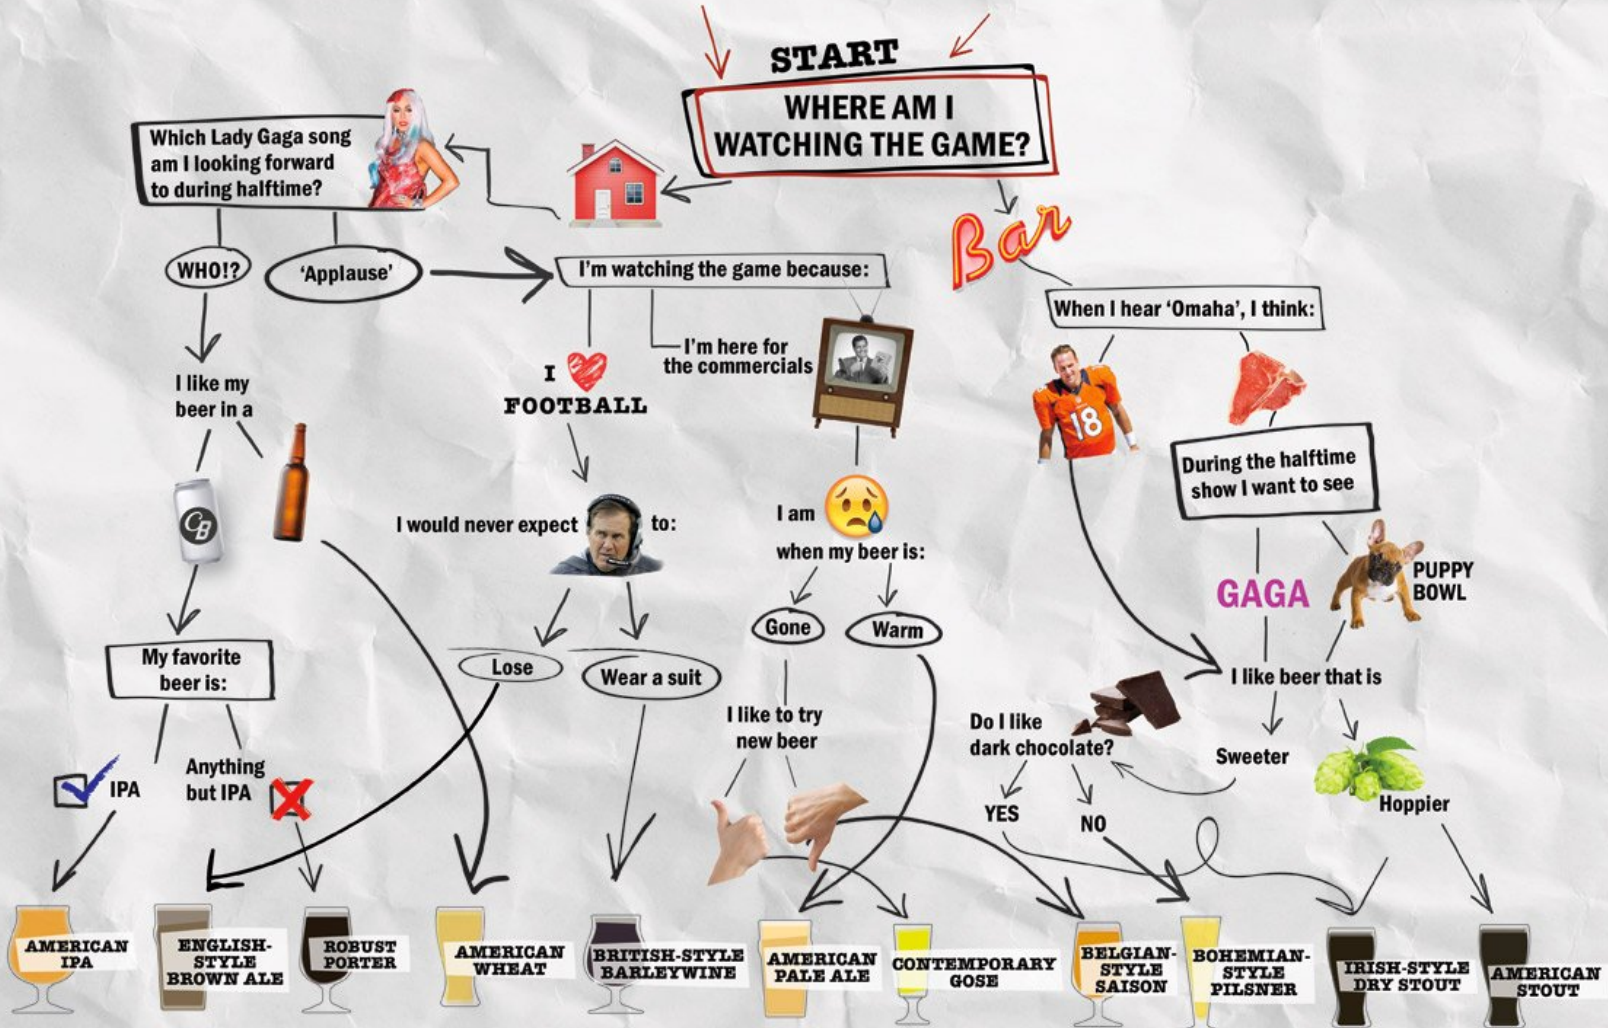 START
WHERE AM I
WATCHING THE GAME?
Which Lady Gaga song
am I looking forward
to during halftime?
WHO!?
‘Applause’
I’m watching the game because:
Bar
When I hear ‘Omaha’, I think:
I’m here for
the commercials
I
FOOTBALL
I like my
beer in a
CB
18
During the halftime
show I want to see
I would never expect
to:
I am
when my beer is:
GAGA
PUPPY
BOWL
Gone
Warm
My favorite
beer is:
Lose
Wear a suit
I like beer that is
I like to try
new beer
Do I like
dark chocolate?
Sweeter
Hoppier
IPA
Anything
but IPA
YES
NO
AMERICAN
IPA
ENGLISH-
STYLE
BROWN ALE
ROBUST
PORTER
AMERICAN
WHEAT
BRITISH-STYLE
BARLEYWINE
AMERICAN
PALE ALE
CONTEMPORARY
GOSE
BELGIAN-
STYLE
SAISON
BOHEMIAN-
STYLE
PILSNER
IRISH-STYLE
DRY STOUT
AMERICAN
STOUT